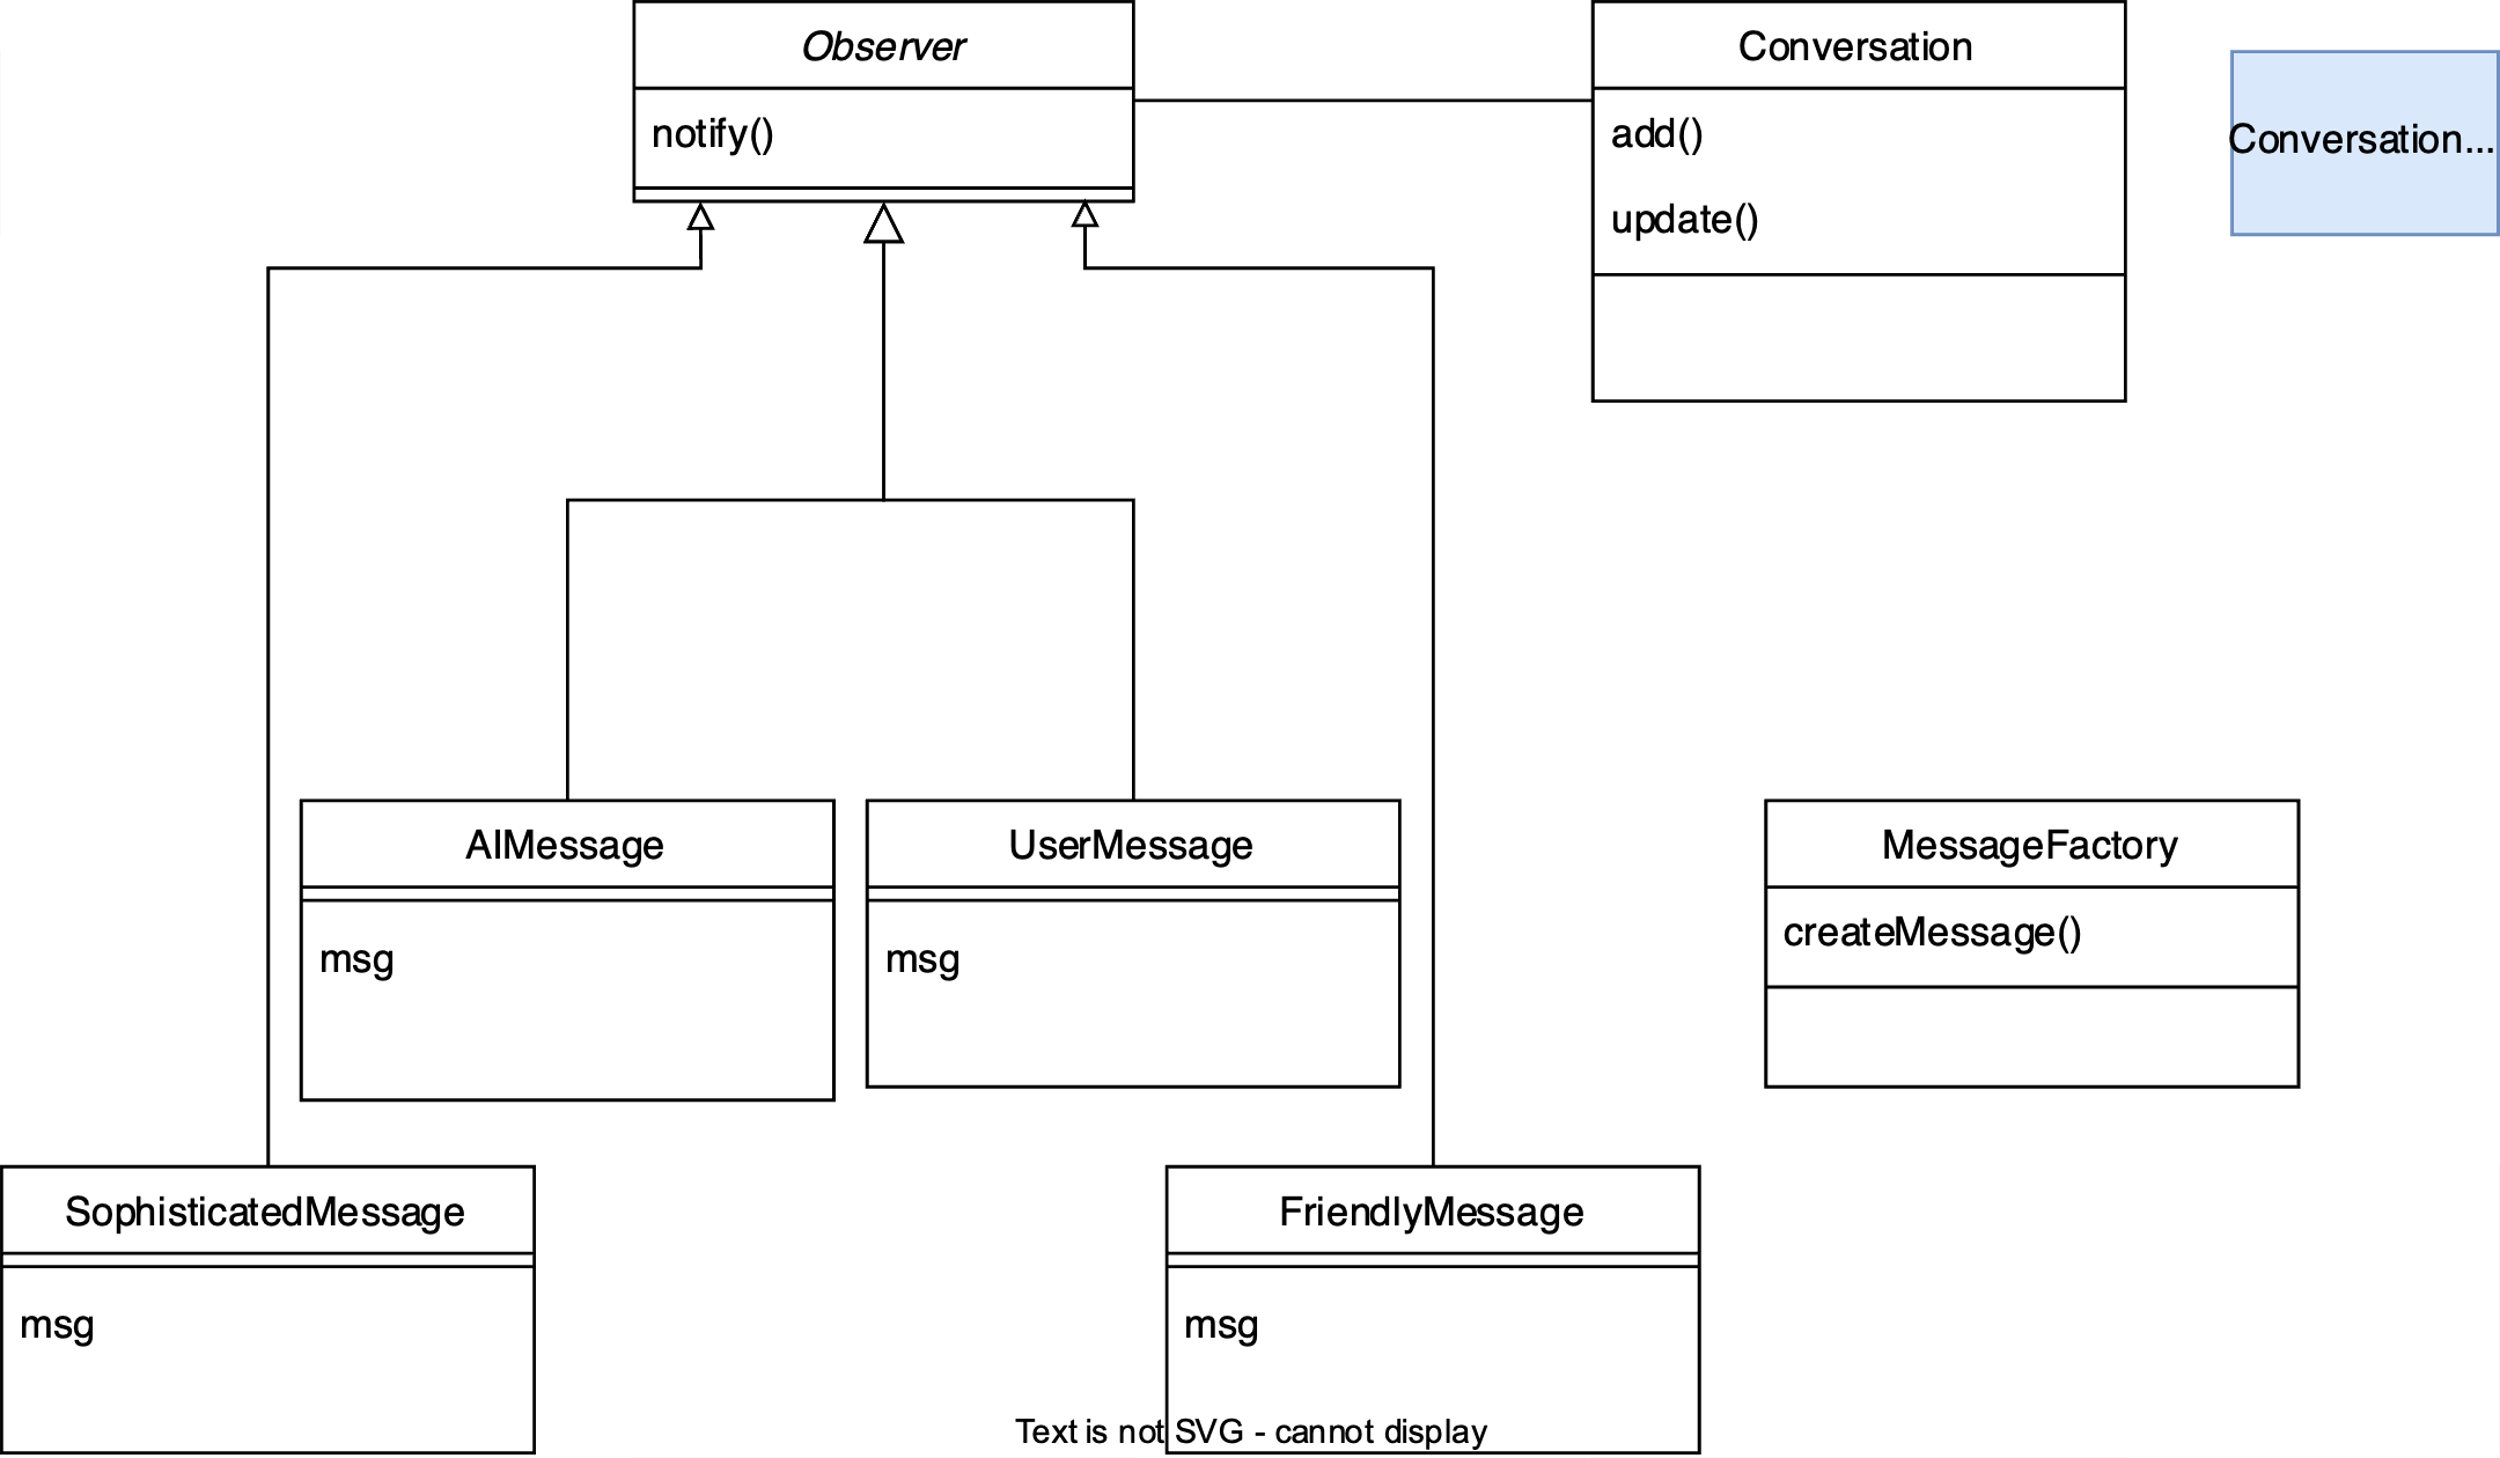 Observer
notify()
Conversation
add()
update()
Conversation...
AIMessage
msg
UserMessage
msg
MessageFactory
createMessage()
SophisticatedMessage
msg
FriendlyMessage
msg
Text is not SVG - cannot display